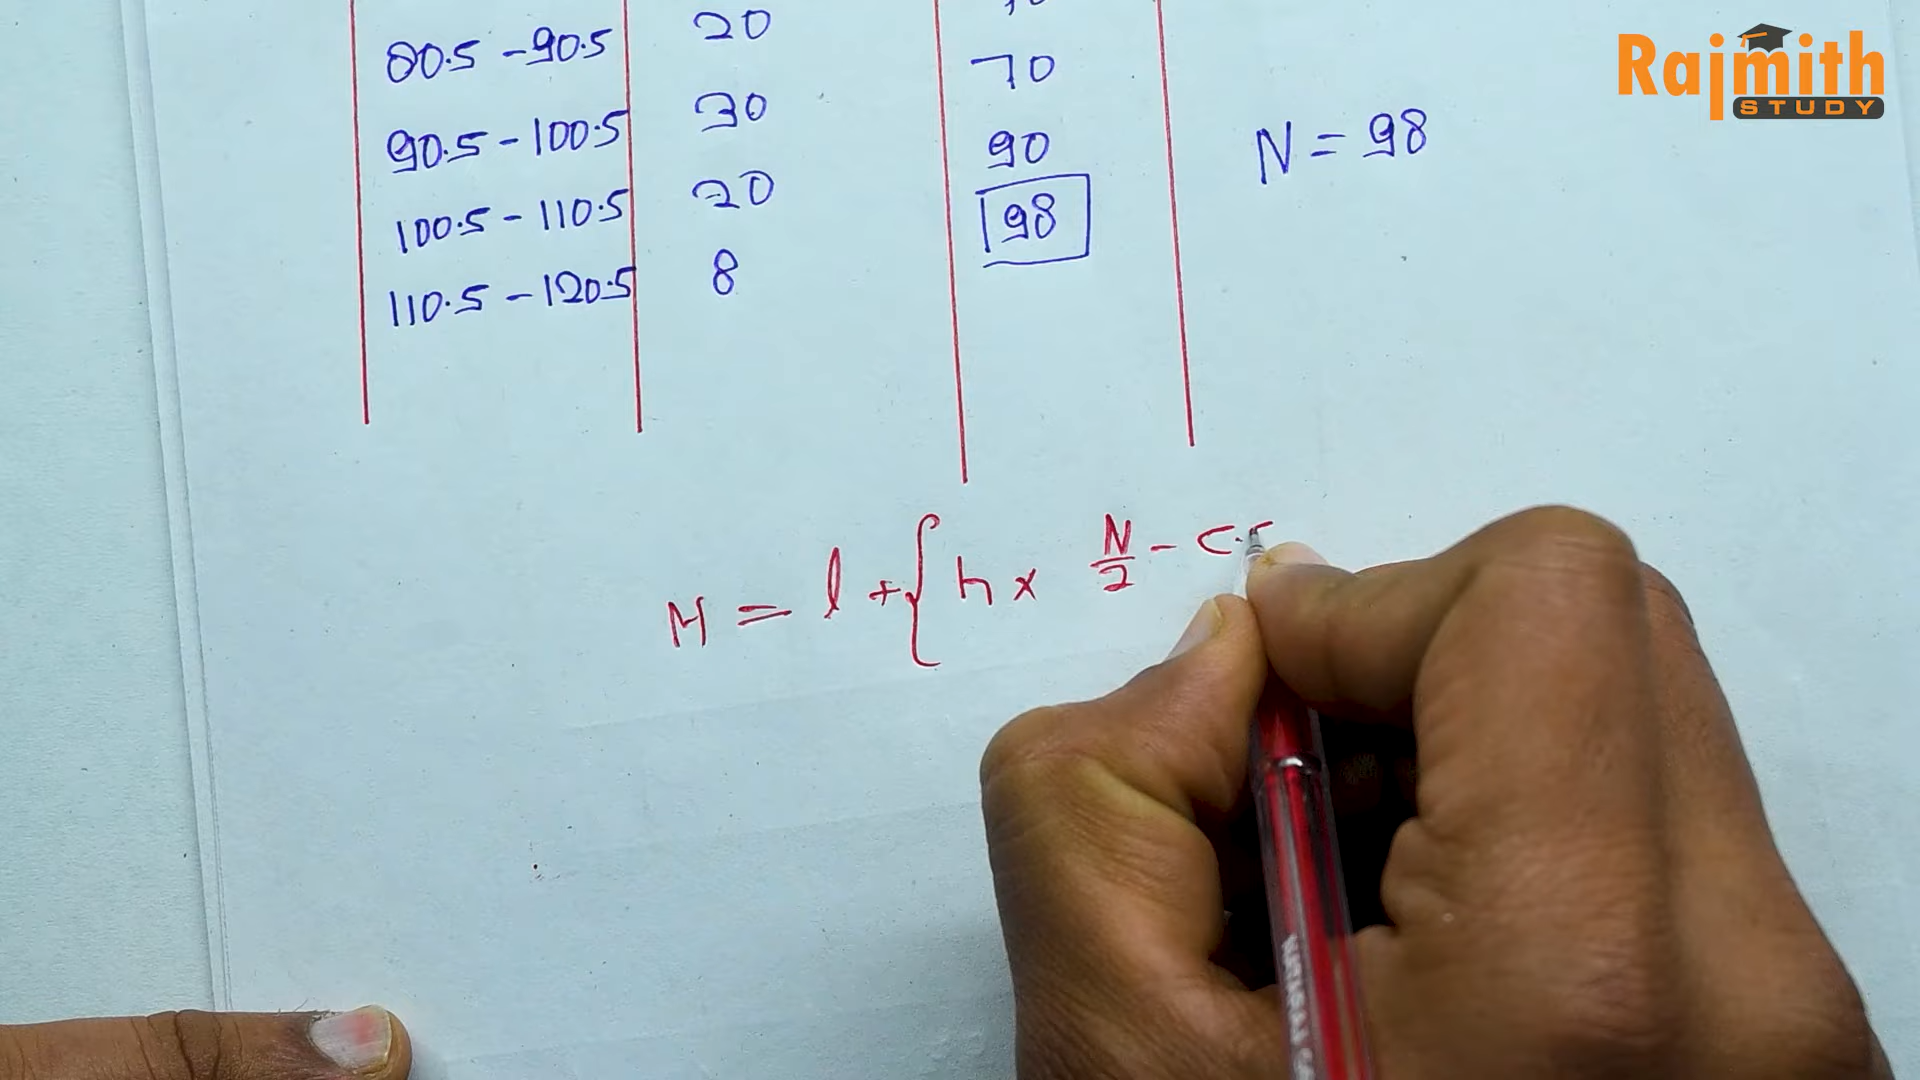 Rajmith
STUDY
80.5 - 90.5 20
70
90.5 - 100.5 30
90
N = 98
100.5 - 110.5 20
98
110.5 - 120.5 8
M = l + { h × N/2 - c.f